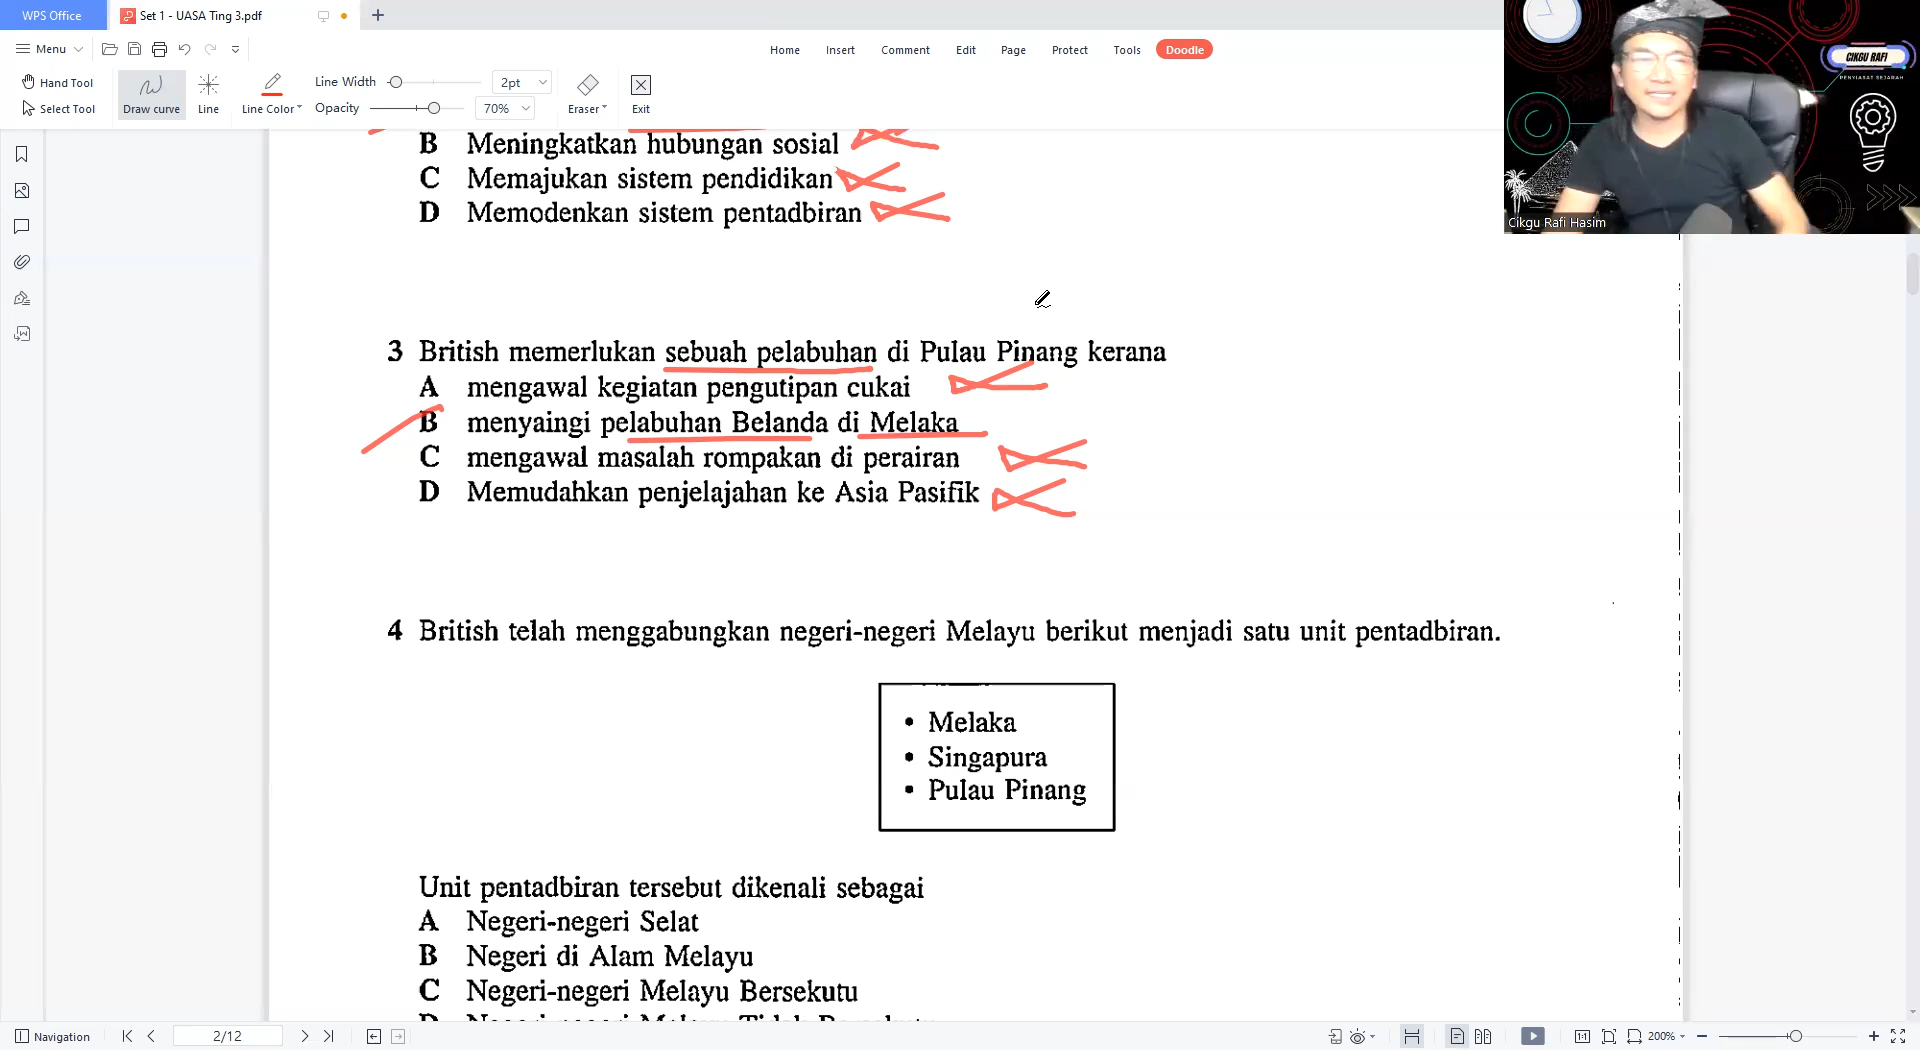 WPS Office
Set 1 - UASA Ting 3.pdf
Menu
Home Insert Comment Edit Page Protect Tools Doodle
Hand Tool
Select Tool
Draw curve
Line
Line Color
Line Width
2pt
Opacity
70%
Eraser
Exit
CIKGU RAFI
PENYIASAT SEJARAH
Cikgu Rafi Hasim
B Meningkatkan hubungan sosial
C Memajukan sistem pendidikan
D Memodenkan sistem pentadbiran
3 British memerlukan sebuah pelabuhan di Pulau Pinang kerana
A mengawal kegiatan pengutipan cukai
B menyaingi pelabuhan Belanda di Melaka
C mengawal masalah rompakan di perairan
D Memudahkan penjelajahan ke Asia Pasifik
4 British telah menggabungkan negeri-negeri Melayu berikut menjadi satu unit pentadbiran.
• Melaka
• Singapura
• Pulau Pinang
Unit pentadbiran tersebut dikenali sebagai
A Negeri-negeri Selat
B Negeri di Alam Melayu
C Negeri-negeri Melayu Bersekutu
Navigation
2/12
200%